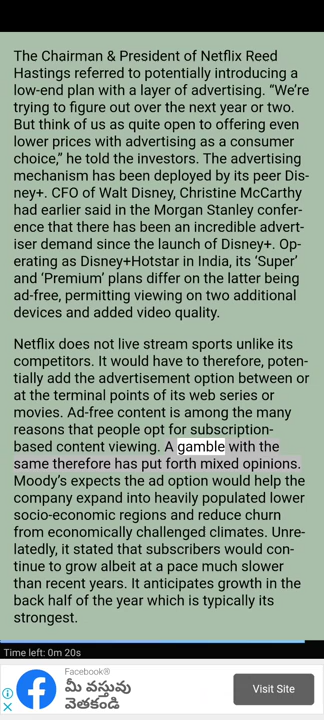 The Chairman & President of Netflix Reed
Hastings referred to potentially introducing a
low-end plan with a layer of advertising. “We’re
trying to figure out over the next year or two.
But think of us as quite open to offering even
lower prices with advertising as a consumer
choice,” he told the investors. The advertising
mechanism has been deployed by its peer Dis-
ney+. CFO of Walt Disney, Christine McCarthy
had earlier said in the Morgan Stanley confer-
ence that there has been an incredible advert-
iser demand since the launch of Disney+. Op-
erating as Disney+Hotstar in India, its ‘Super’
and ‘Premium’ plans differ on the latter being
ad-free, permitting viewing on two additional
devices and added video quality.
Netflix does not live stream sports unlike its
competitors. It would have to therefore, poten-
tially add the advertisement option between or
at the terminal points of its web series or
movies. Ad-free content is among the many
reasons that people opt for subscription-
based content viewing. A gamble with the
same therefore has put forth mixed opinions.
Moody’s expects the ad option would help the
company expand into heavily populated lower
socio-economic regions and reduce churn
from economically challenged climates. Unre-
latedly, it stated that subscribers would con-
tinue to grow albeit at a pace much slower
than recent years. It anticipates growth in the
back half of the year which is typically its
strongest.
Time left: 0m 20s
Facebook®
మీ వస్తువు
వెతకండి
Visit Site